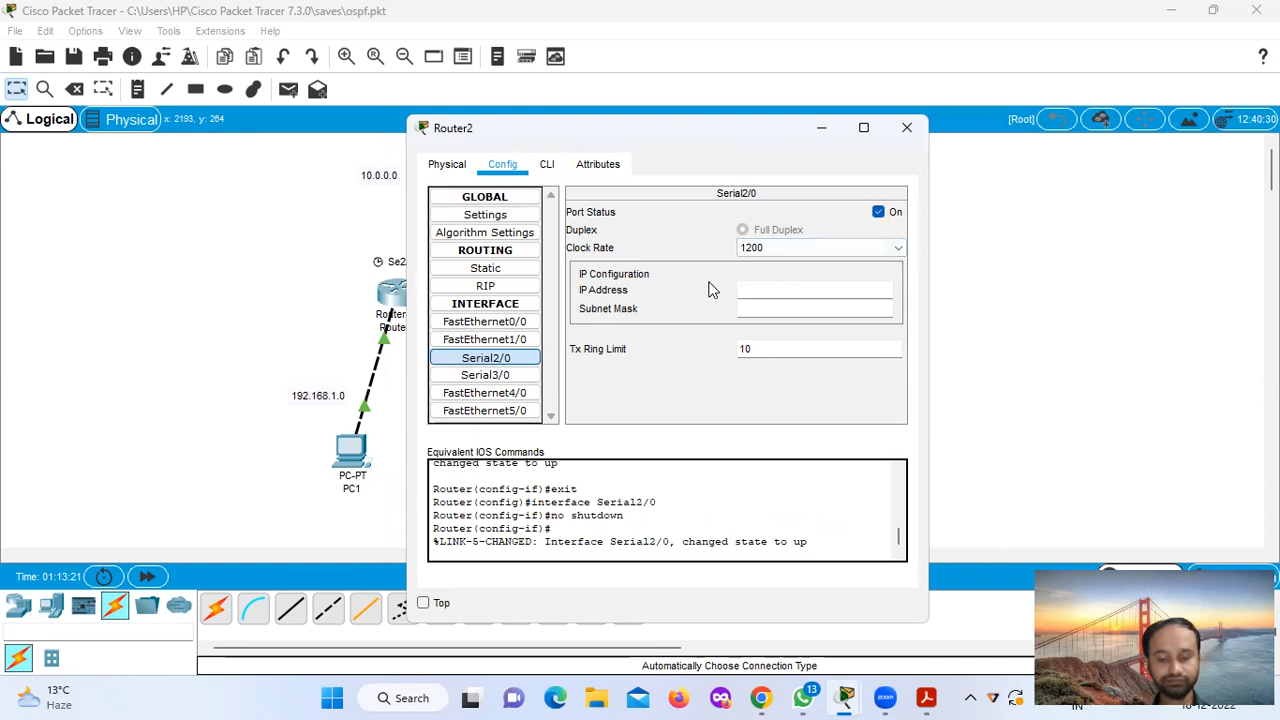 Cisco Packet Tracer - C:\Users\HP\Cisco Packet Tracer 7.3.0\saves\ospf.pkt
File Edit Options View Tools Extensions Help
Logical Physical x: 2193, y: 264 [Root] 12:40:30
Router2
Physical Config CLI Attributes
GLOBAL
Settings
Algorithm Settings
ROUTING
Static
RIP
INTERFACE
FastEthernet0/0
FastEthernet1/0
Serial2/0
Serial3/0
FastEthernet4/0
FastEthernet5/0
Serial2/0
Port Status On
Duplex Full Duplex
Clock Rate 1200
IP Configuration
IP Address
Subnet Mask
Tx Ring Limit 10
Equivalent IOS Commands
changed state to up
Router(config-if)#exit
Router(config)#interface Serial2/0
Router(config-if)#no shutdown
Router(config-if)#
%LINK-5-CHANGED: Interface Serial2/0, changed state to up
Top
10.0.0.0
Se2
Router
Route
192.168.1.0
PC-PT
PC1
Time: 01:13:21
Automatically Choose Connection Type
13°C
Haze
Search
13
IN